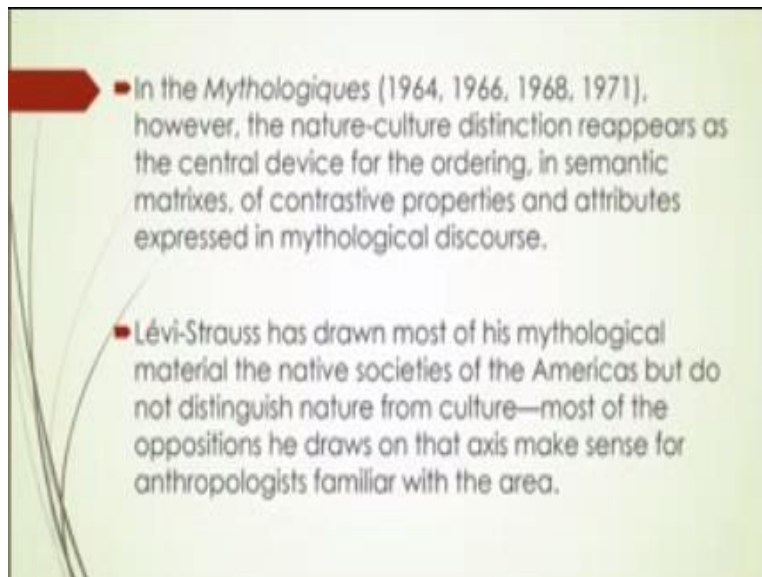 In the Mythologiques (1964, 1966, 1968, 1971),
however, the nature-culture distinction reappears as
the central device for the ordering, in semantic
matrixes, of contrastive properties and attributes
expressed in mythological discourse.
Lévi-Strauss has drawn most of his mythological
material the native societies of the Americas but do
not distinguish nature from culture—most of the
oppositions he draws on that axis make sense for
anthropologists familiar with the area.